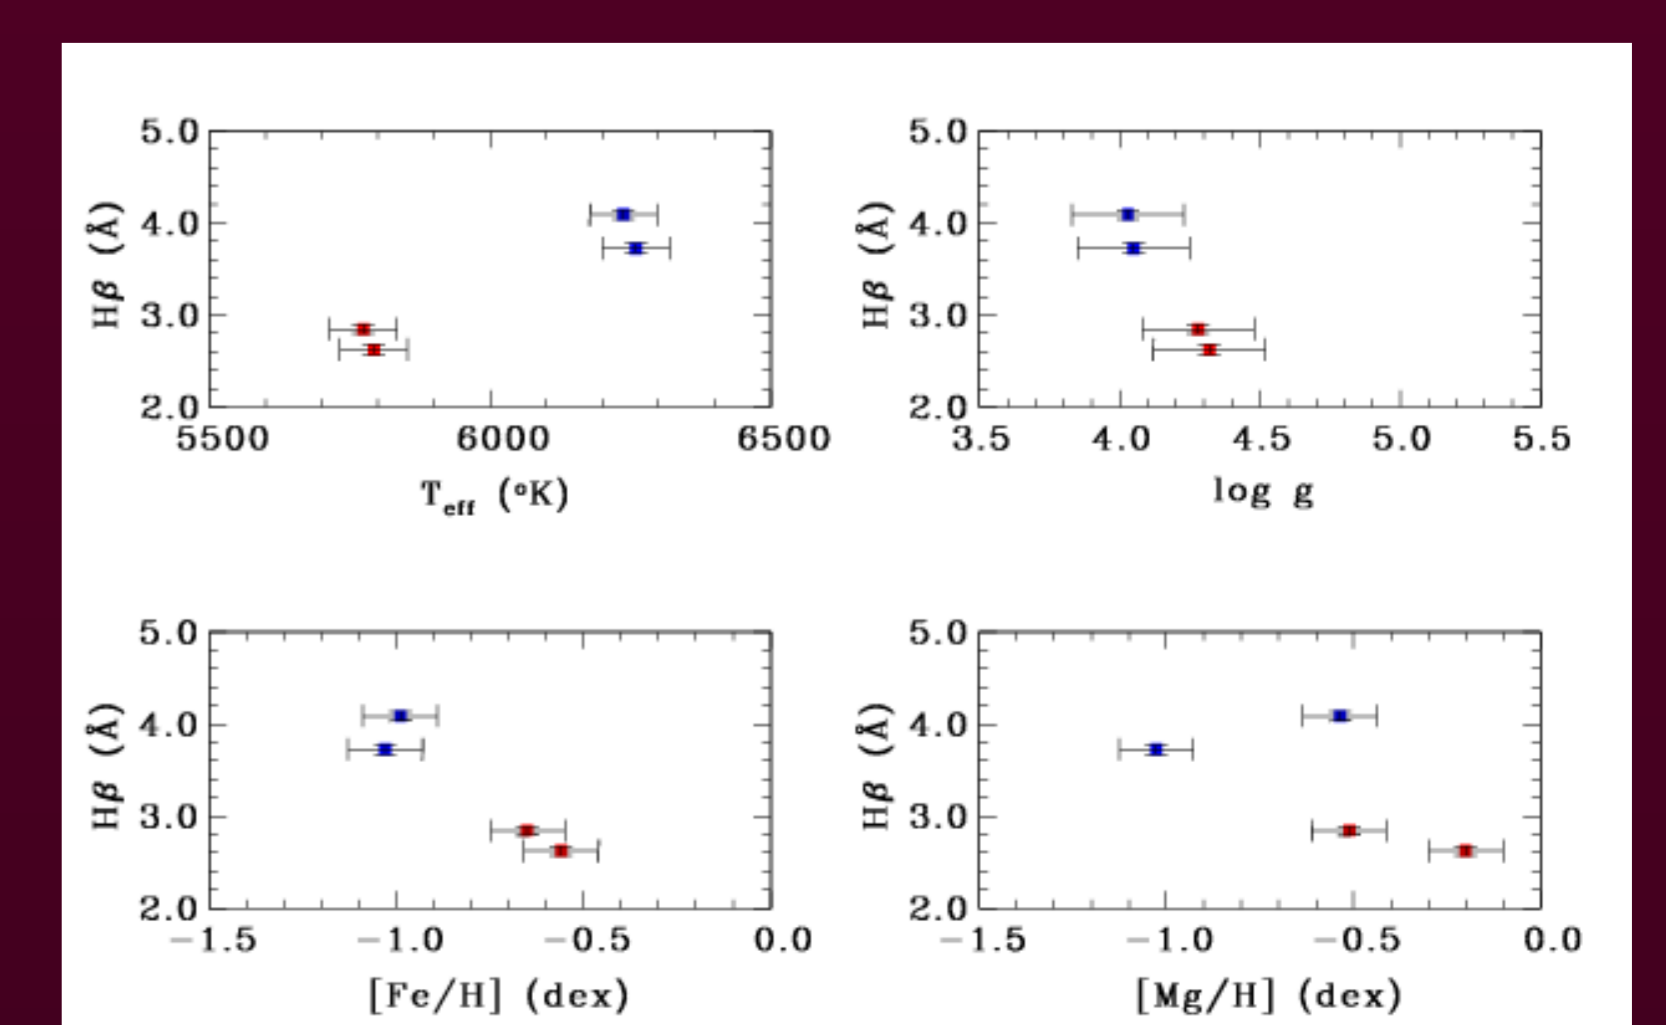 5.0 5.0
Hβ (Å) 4.0 Hβ (Å) 4.0
3.0 3.0
2.0 2.0
5500 6000 6500 3.5 4.0 4.5 5.0 5.5
Teff (°K) log g
5.0 5.0
Hβ (Å) 4.0 Hβ (Å) 4.0
3.0 3.0
2.0 2.0
−1.5 −1.0 −0.5 0.0 −1.5 −1.0 −0.5 0.0
[Fe/H] (dex) [Mg/H] (dex)